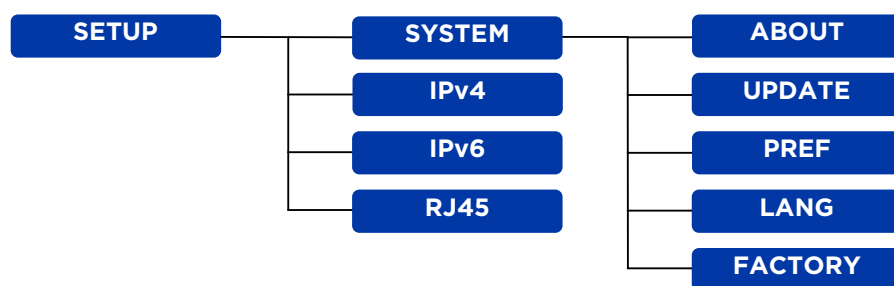 SETUP
SYSTEM
IPv4
IPv6
RJ45
ABOUT
UPDATE
PREF
LANG
FACTORY